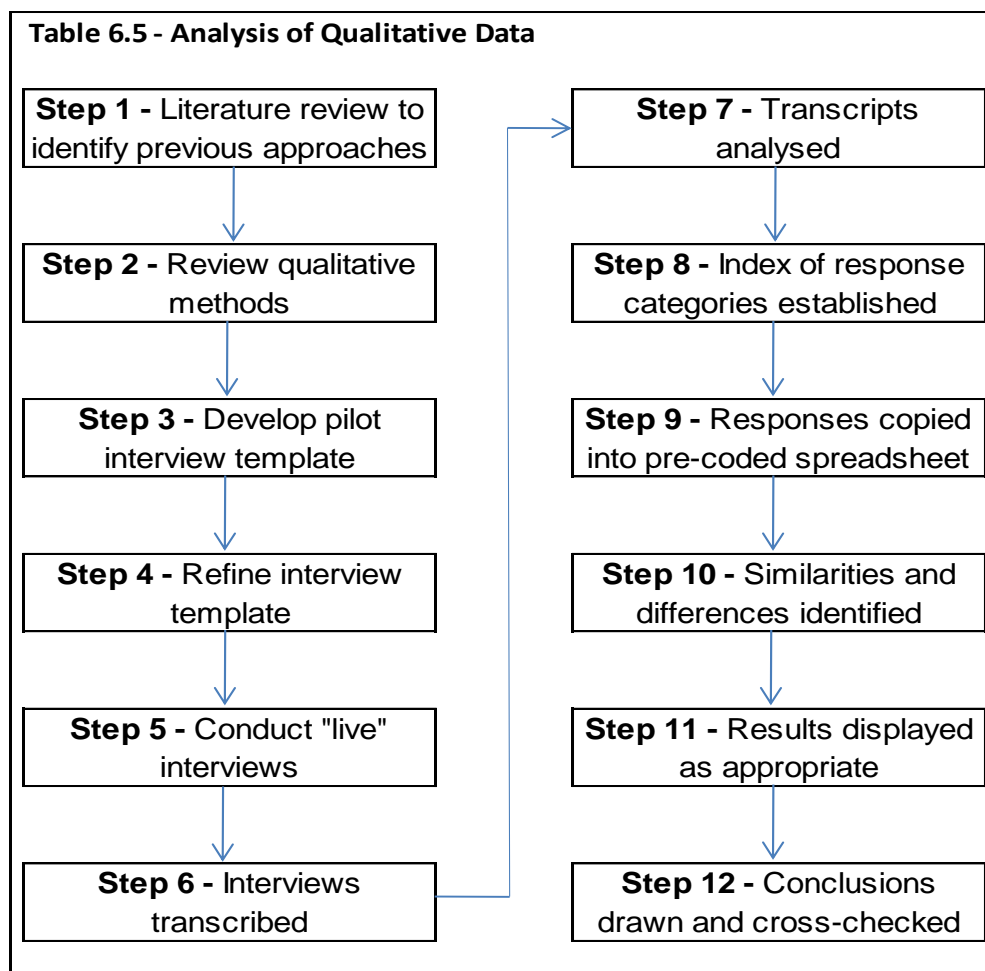 Table 6.5 - Analysis of Qualitative Data
Step 1 - Literature review to
identify previous approaches
Step 2 - Review qualitative
methods
Step 3 - Develop pilot
interview template
Step 4 - Refine interview
template
Step 5 - Conduct "live"
interviews
Step 6 - Interviews
transcribed
Step 7 - Transcripts
analysed
Step 8 - Index of response
categories established
Step 9 - Responses copied
into pre-coded spreadsheet
Step 10 - Similarities and
differences identified
Step 11 - Results displayed
as appropriate
Step 12 - Conclusions
drawn and cross-checked